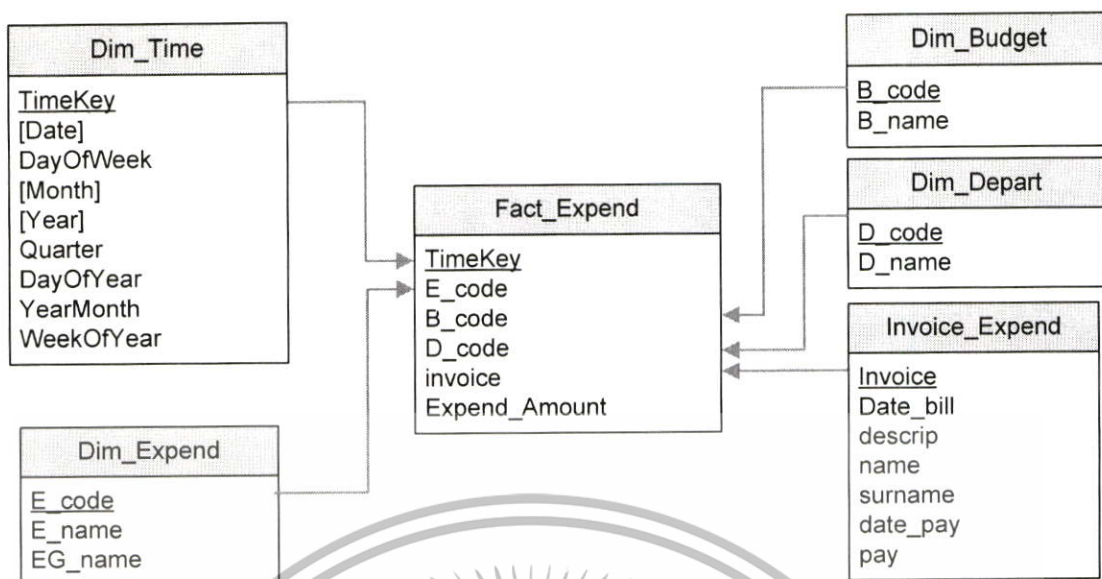 Dim_Time
TimeKey
[Date]
DayOfWeek
[Month]
[Year]
Quarter
DayOfYear
YearMonth
WeekOfYear
Dim_Expend
E_code
E_name
EG_name
Fact_Expend
TimeKey
E_code
B_code
D_code
invoice
Expend_Amount
Dim_Budget
B_code
B_name
Dim_Depart
D_code
D_name
Invoice_Expend
Invoice
Date_bill
descrip
name
surname
date_pay
pay